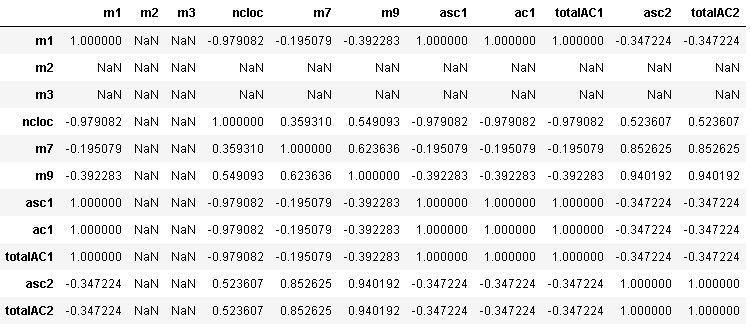 m1 m2 m3 ncloc m7 m9 asc1 ac1 totalAC1 asc2 totalAC2
m1 1.000000 NaN NaN -0.979082 -0.195079 -0.392283 1.000000 1.000000 1.000000 -0.347224 -0.347224
m2 NaN NaN NaN NaN NaN NaN NaN NaN NaN NaN NaN
m3 NaN NaN NaN NaN NaN NaN NaN NaN NaN NaN NaN
ncloc -0.979082 NaN NaN 1.000000 0.359310 0.549093 -0.979082 -0.979082 -0.979082 0.523607 0.523607
m7 -0.195079 NaN NaN 0.359310 1.000000 0.623636 -0.195079 -0.195079 -0.195079 0.852625 0.852625
m9 -0.392283 NaN NaN 0.549093 0.623636 1.000000 -0.392283 -0.392283 -0.392283 0.940192 0.940192
asc1 1.000000 NaN NaN -0.979082 -0.195079 -0.392283 1.000000 1.000000 1.000000 -0.347224 -0.347224
ac1 1.000000 NaN NaN -0.979082 -0.195079 -0.392283 1.000000 1.000000 1.000000 -0.347224 -0.347224
totalAC1 1.000000 NaN NaN -0.979082 -0.195079 -0.392283 1.000000 1.000000 1.000000 -0.347224 -0.347224
asc2 -0.347224 NaN NaN 0.523607 0.852625 0.940192 -0.347224 -0.347224 -0.347224 1.000000 1.000000
totalAC2 -0.347224 NaN NaN 0.523607 0.852625 0.940192 -0.347224 -0.347224 -0.347224 1.000000 1.000000